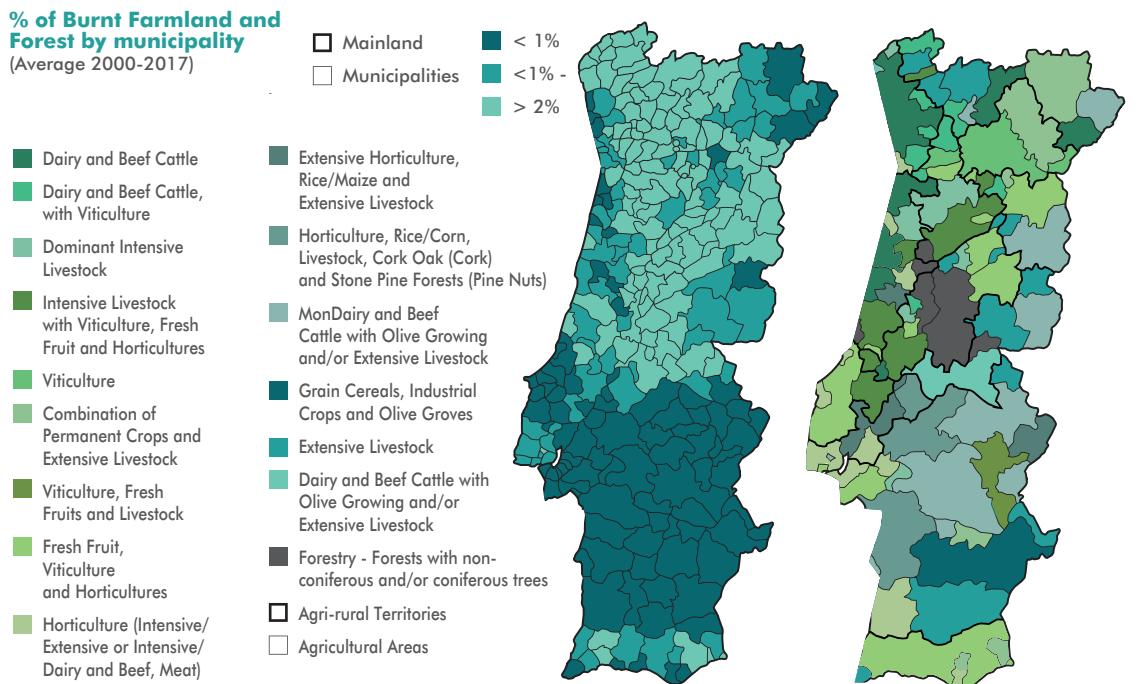 % of Burnt Farmland and
Forest by municipality
(Average 2000-2017)
Mainland
Municipalities
< 1%
<1% -
> 2%
Dairy and Beef Cattle
Dairy and Beef Cattle,
with Viticulture
Dominant Intensive
Livestock
Intensive Livestock
with Viticulture, Fresh
Fruit and Horticultures
Viticulture
Combination of
Permanent Crops and
Extensive Livestock
Viticulture, Fresh
Fruits and Livestock
Fresh Fruit,
Viticulture
and Horticultures
Horticulture (Intensive/
Extensive or Intensive/
Dairy and Beef, Meat)
Extensive Horticulture,
Rice/Maize and
Extensive Livestock
Horticulture, Rice/Corn,
Livestock, Cork Oak (Cork)
and Stone Pine Forests (Pine Nuts)
MonDairy and Beef
Cattle with Olive Growing
and/or Extensive Livestock
Grain Cereals, Industrial
Crops and Olive Groves
Extensive Livestock
Dairy and Beef Cattle with
Olive Growing and/or
Extensive Livestock
Forestry - Forests with non-
coniferous and/or coniferous trees
Agri-rural Territories
Agricultural Areas